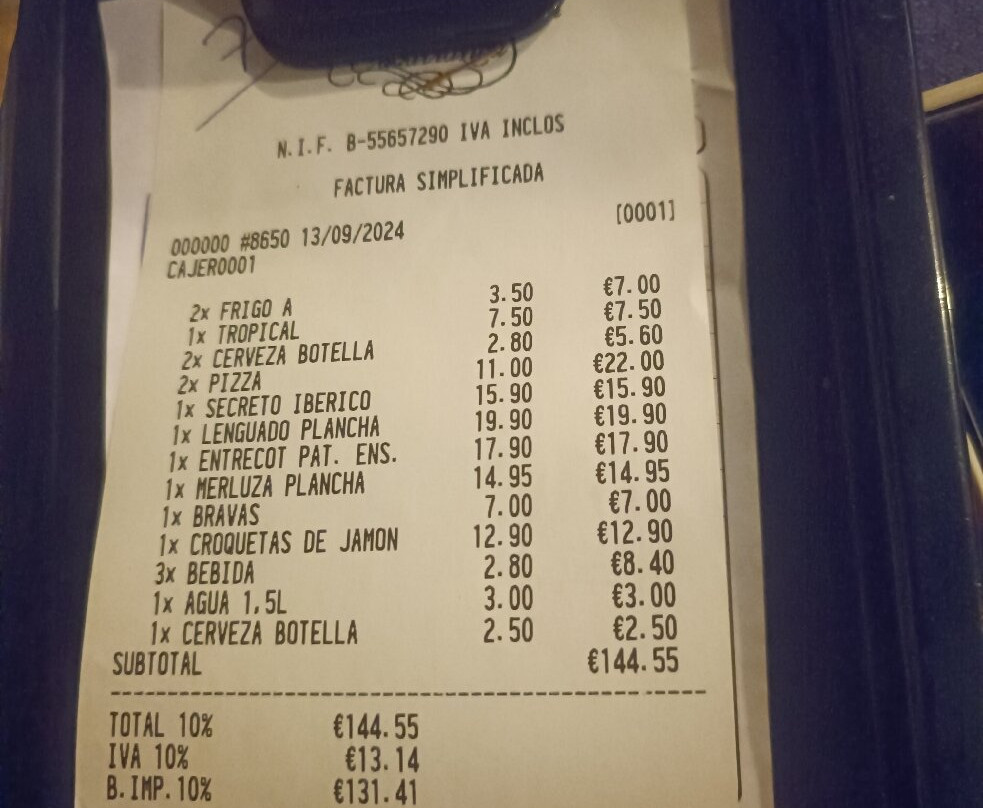 7
N.I.F. B-55657290 IVA INCLOS
FACTURA SIMPLIFICADA
[0001]
000000 #8650 13/09/2024
CAJER0001
2x FRIGO A 3.50 €7.00
1x TROPICAL 7.50 €7.50
2x CERVEZA BOTELLA 2.80 €5.60
2x PIZZA 11.00 €22.00
1x SECRETO IBERICO 15.90 €15.90
1x LENGUADO PLANCHA 19.90 €19.90
1x ENTRECOT PAT. ENS. 17.90 €17.90
1x MERLUZA PLANCHA 14.95 €14.95
1x BRAVAS 7.00 €7.00
1x CROQUETAS DE JAMON 12.90 €12.90
3x BEBIDA 2.80 €8.40
1x AGUA 1,5L 3.00 €3.00
1x CERVEZA BOTELLA 2.50 €2.50
SUBTOTAL €144.55
TOTAL 10% €144.55
IVA 10% €13.14
B.IMP.10% €131.41